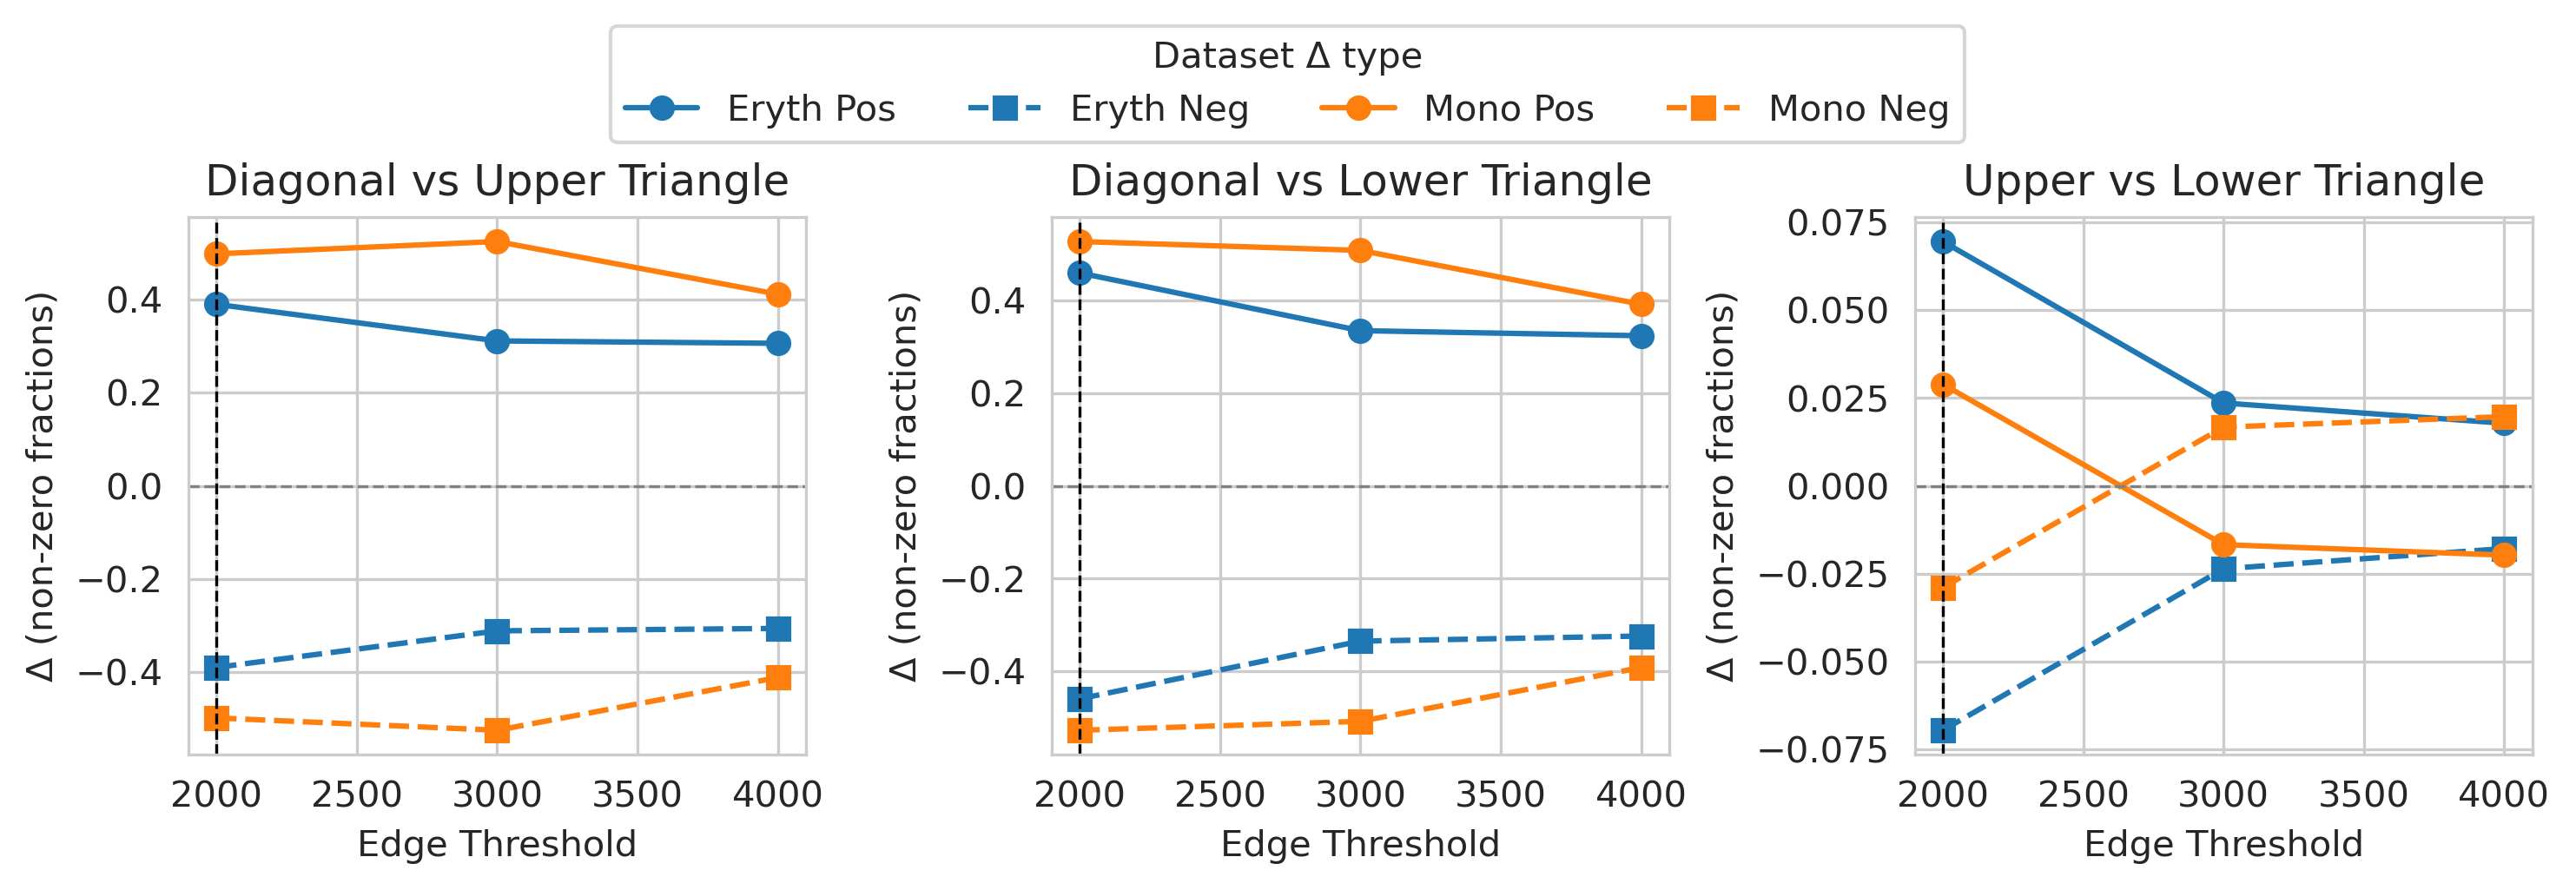 Dataset Δ type
Eryth Pos Eryth Neg Mono Pos Mono Neg
Diagonal vs Upper Triangle
Δ (non-zero fractions)
0.4
0.2
0.0
−0.2
−0.4
2000 2500 3000 3500 4000
Edge Threshold
Diagonal vs Lower Triangle
Δ (non-zero fractions)
0.4
0.2
0.0
−0.2
−0.4
2000 2500 3000 3500 4000
Edge Threshold
Upper vs Lower Triangle
Δ (non-zero fractions)
0.075
0.050
0.025
0.000
−0.025
−0.050
−0.075
2000 2500 3000 3500 4000
Edge Threshold